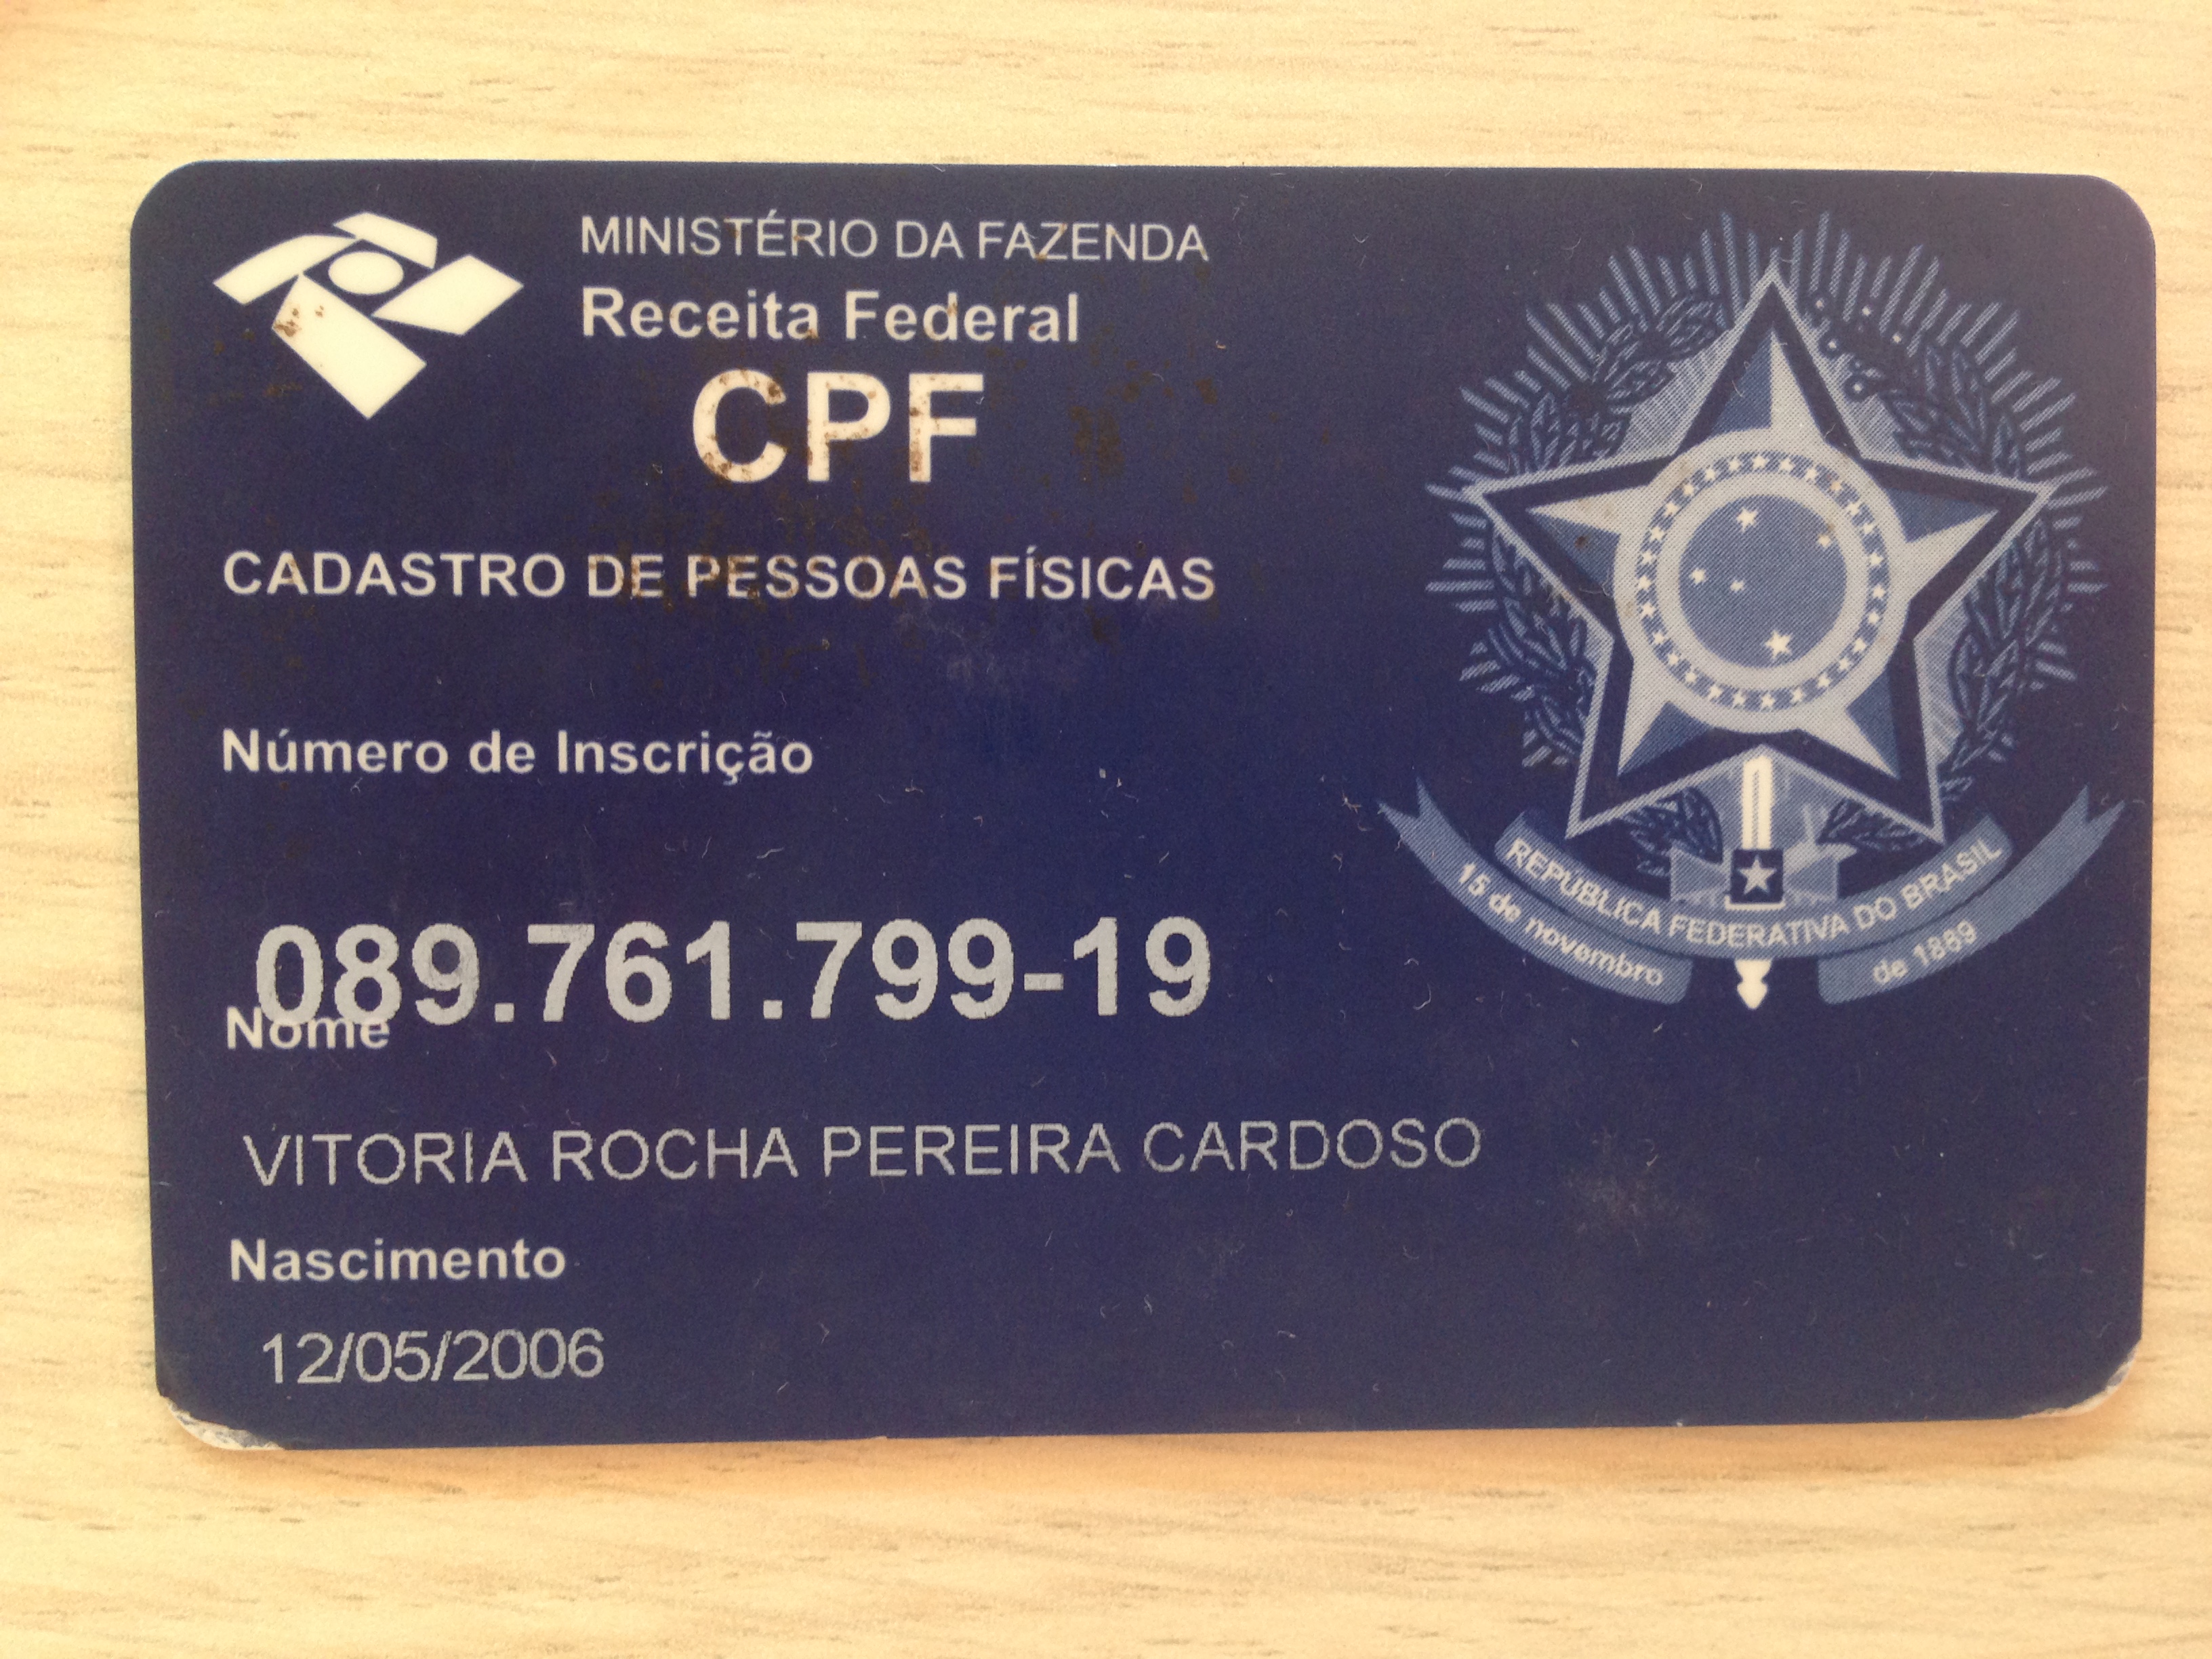 MINISTÉRIO DA FAZENDA
Receita Federal
CPF
CADASTRO DE PESSOAS FÍSICAS
Número de Inscrição
089.761.799-19
Nome
VITORIA ROCHA PEREIRA CARDOSO
Nascimento
12/05/2006
REPUBLICA FEDERATIVA DO BRASIL
15 de novembro de 1889